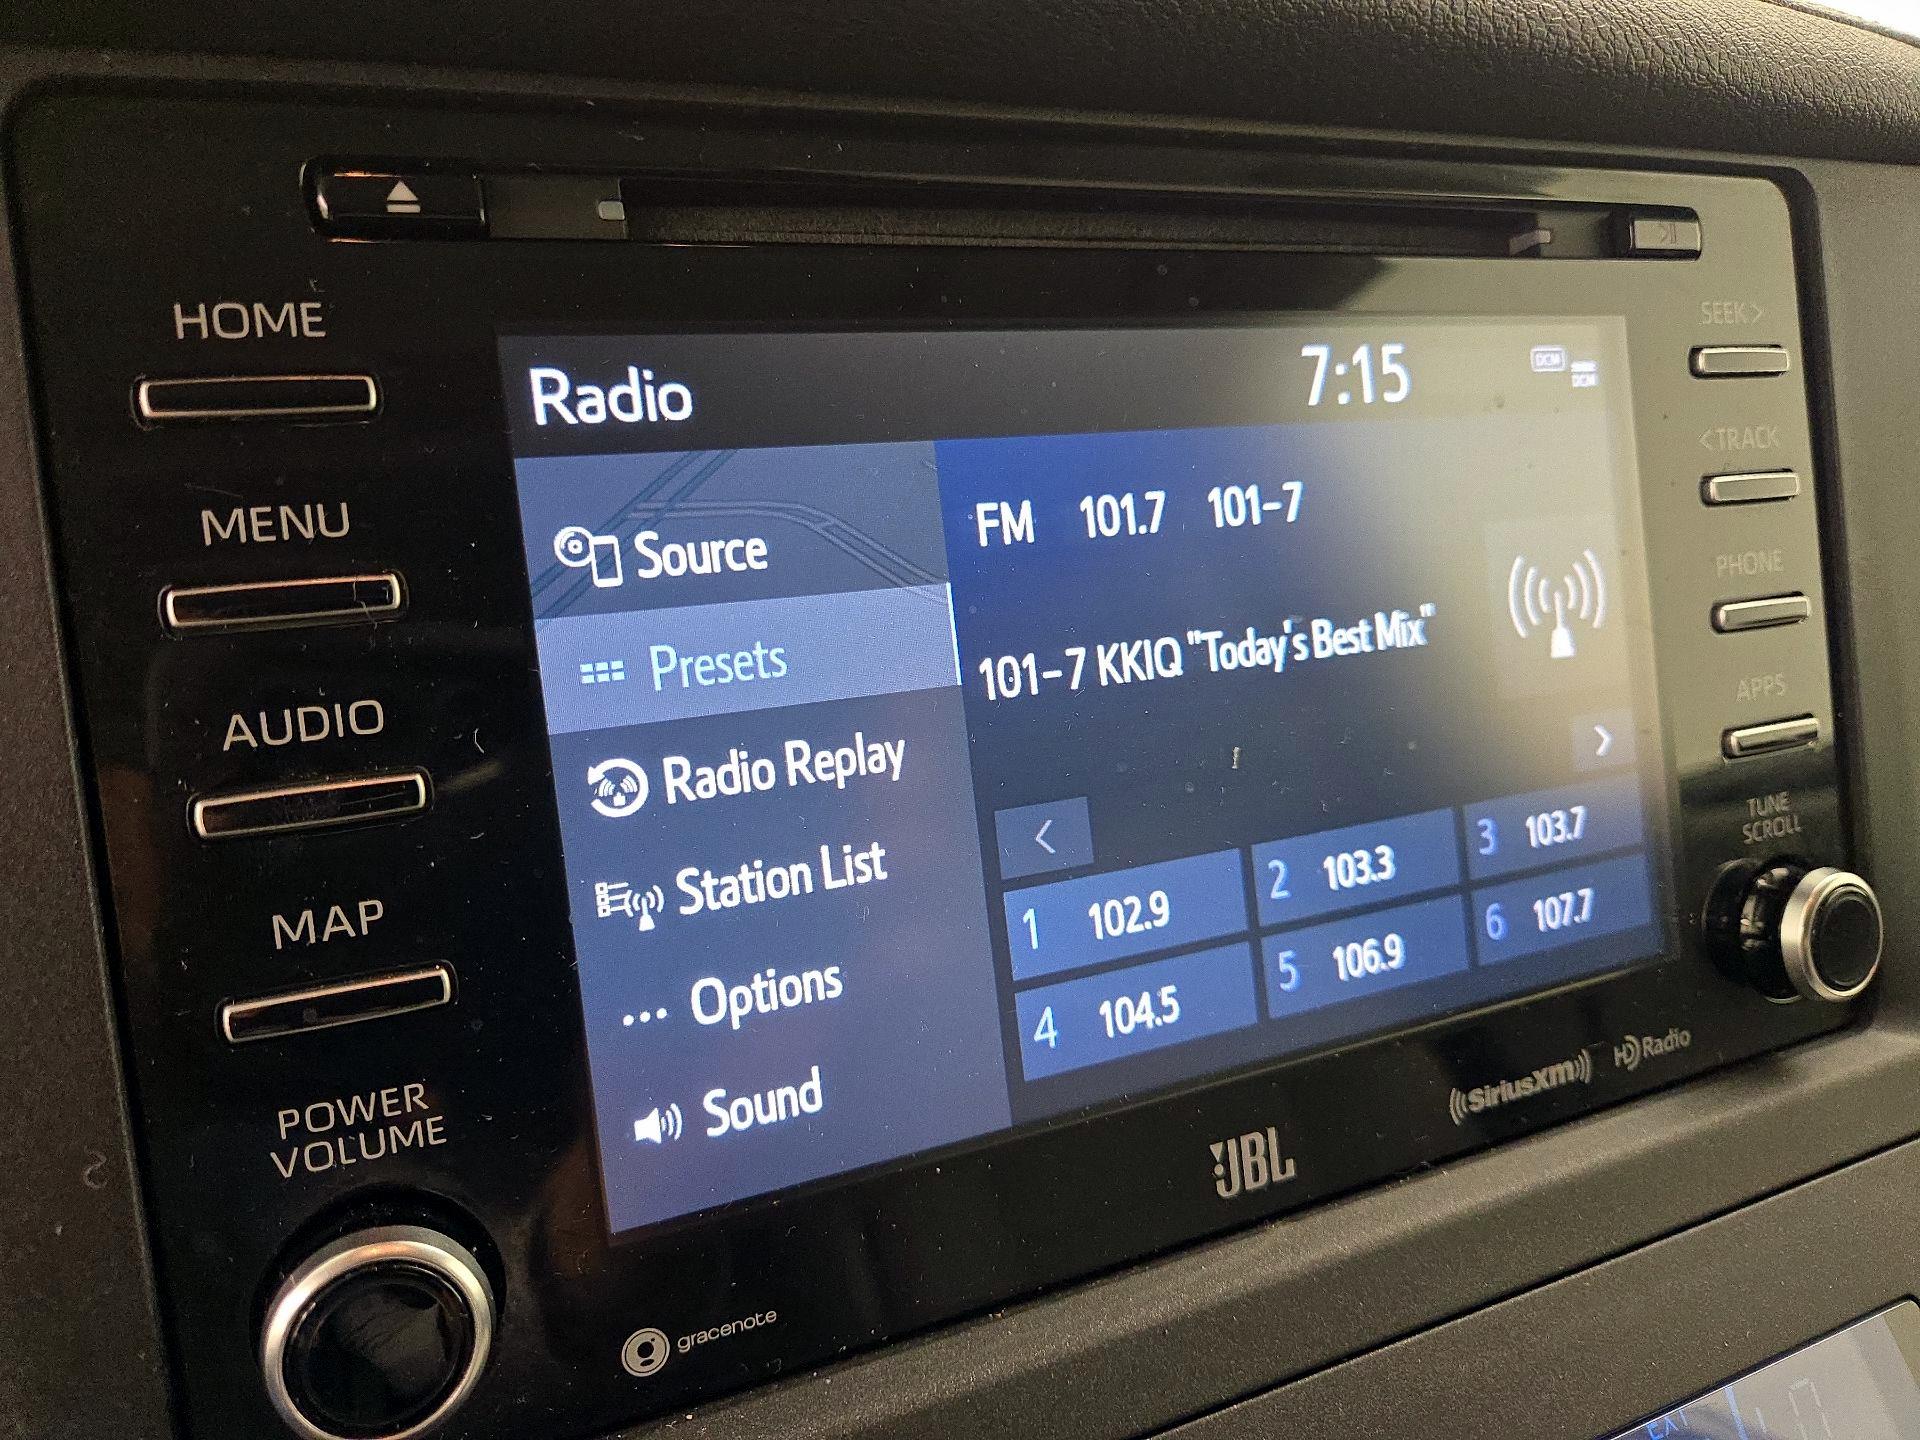 HOME
MENU
AUDIO
MAP
POWER
VOLUME
Radio
7:15
DCM
DCM
Source
Presets
Radio Replay
Station List
Options
Sound
FM 101.7 101-7
101-7 KKIQ "Today's Best Mix"
<
>
1 102.9
2 103.3
3 103.7
4 104.5
5 106.9
6 107.7
SEEK >
< TRACK
PHONE
APPS
TUNE
SCROLL
gracenote
JBL
((SiriusXM))
HD Radio
EXT